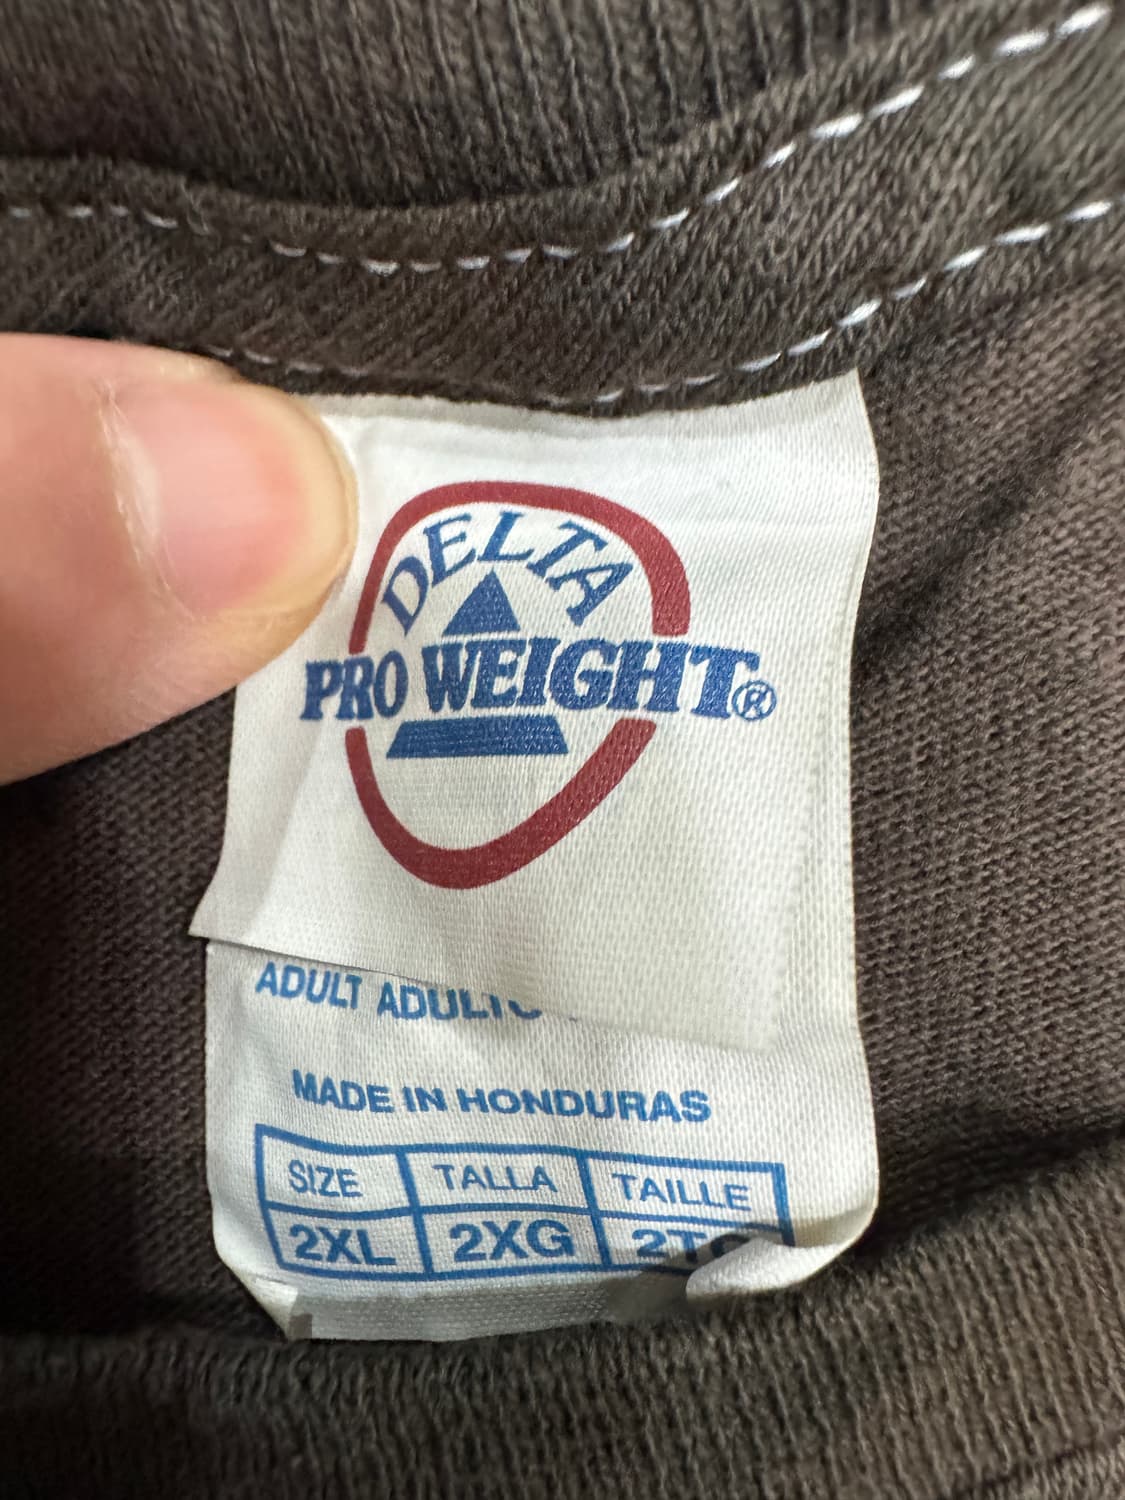 DELTA
PRO WEIGHT®
ADULT
MADE IN HONDURAS
SIZE TALLA TAILLE
2XL 2XG